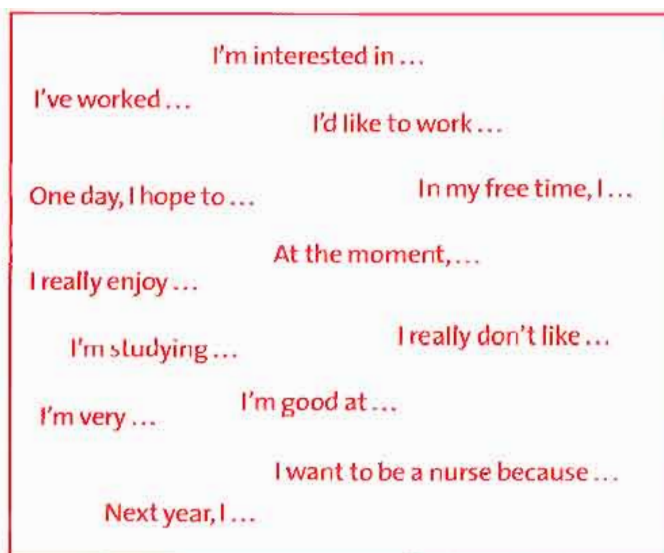 I'm interested in ...
I've worked ...
I'd like to work ...
One day, I hope to ...
In my free time, I ...
At the moment, ...
I really enjoy ...
I'm studying ...
I really don't like ...
I'm very ...
I'm good at ...
I want to be a nurse because ...
Next year, I ...